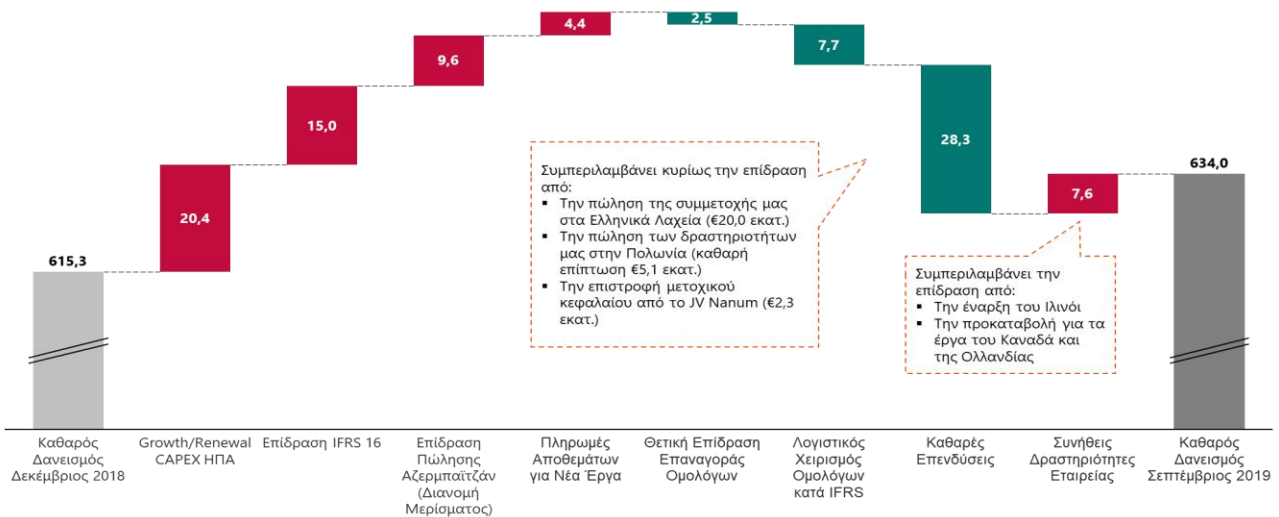 4,4
2,5
9,6
7,7
15,0
28,3
20,4
7,6
634,0
615,3
Συμπεριλαμβάνει κυρίως την επίδραση
από:
▪ Την πώληση της συμμετοχής μας
στα Ελληνικά Λαχεία (€20,0 εκατ.)
▪ Την πώληση των δραστηριοτήτων
μας στην Πολωνία (καθαρή
επίπτωση €5,1 εκατ.)
▪ Την επιστροφή μετοχικού
κεφαλαίου από το JV Nanum (€2,3
εκατ.)
Συμπεριλαμβάνει την
επίδραση από:
▪ Την έναρξη του Ιλινόι
▪ Την προκαταβολή για τα
έργα του Καναδά και
της Ολλανδίας
Καθαρός
Δανεισμός
Δεκέμβριος 2018
Growth/Renewal
CAPEX ΗΠΑ
Επίδραση IFRS 16
Επίδραση
Πώλησης
Αζερμπαϊτζάν
(Διανομή
Μερίσματος)
Πληρωμές
Αποθεμάτων
για Νέα Έργα
Θετική Επίδραση
Επαναγοράς
Ομολόγων
Λογιστικός
Χειρισμός
Ομολόγων
κατά IFRS
Καθαρές
Επενδύσεις
Συνήθεις
Δραστηριότητες
Εταιρείας
Καθαρός
Δανεισμός
Σεπτέμβριος 2019